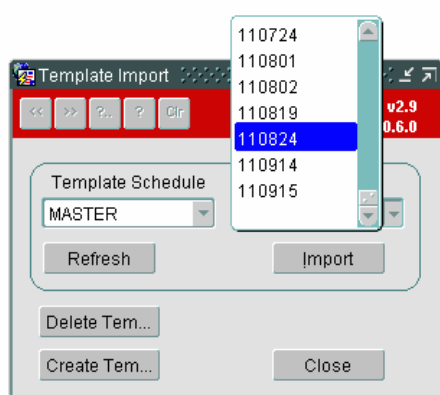 110724
110801
110802
110819
110824
110914
110915
Template Import
<< >> ?.. ? Clr
v2.9
0.6.0
Template Schedule
MASTER
Refresh
Import
Delete Tem...
Create Tem...
Close